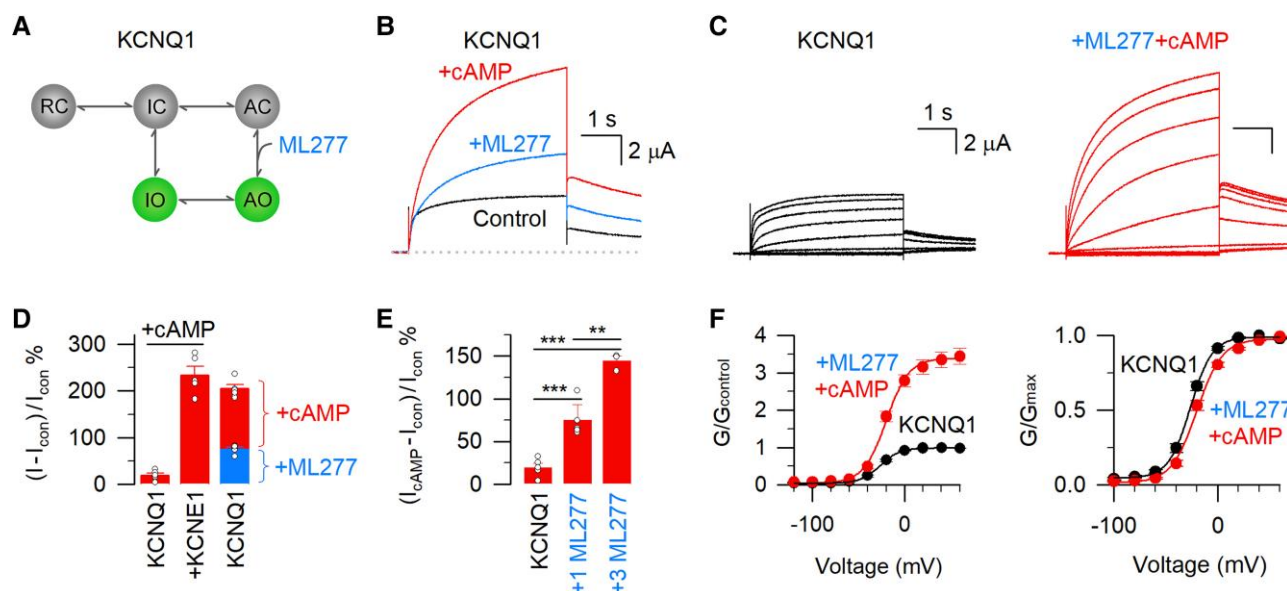 A
KCNQ1
RC
IC
AC
ML277
IO
AO
B
KCNQ1
+cAMP
+ML277
Control
1 s
2 μA
C
KCNQ1
1 s
2 μA
+ML277+cAMP
D
(I-Icon)/Icon %
300
200
100
0
+cAMP
+cAMP
+ML277
KCNQ1
+KCNE1
KCNQ1
E
(IcAMP-Icon)/Icon %
150
100
50
0
***
**
***
KCNQ1
+1 ML277
+3 ML277
F
G/Gcontrol
4
3
2
1
0
+ML277
+cAMP
KCNQ1
-100
0
Voltage (mV)
G/Gmax
1.0
0.5
0.0
KCNQ1
+ML277
+cAMP
-100
0
Voltage (mV)